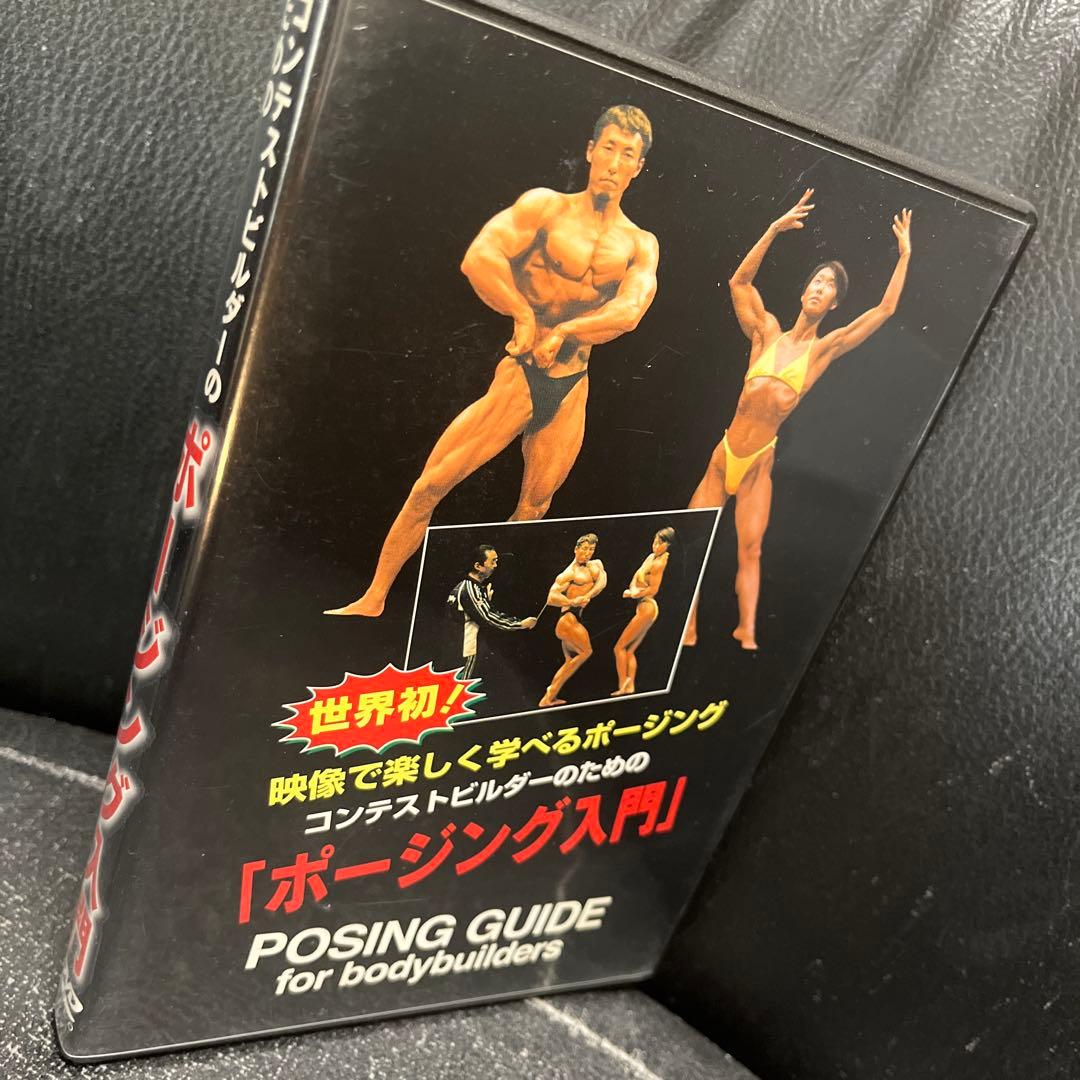 コンテストビルダーの
ポージング入門
世界初!
映像で楽しく学べるポージング
コンテストビルダーのための
「ポージング入門」
POSING GUIDE
for bodybuilders